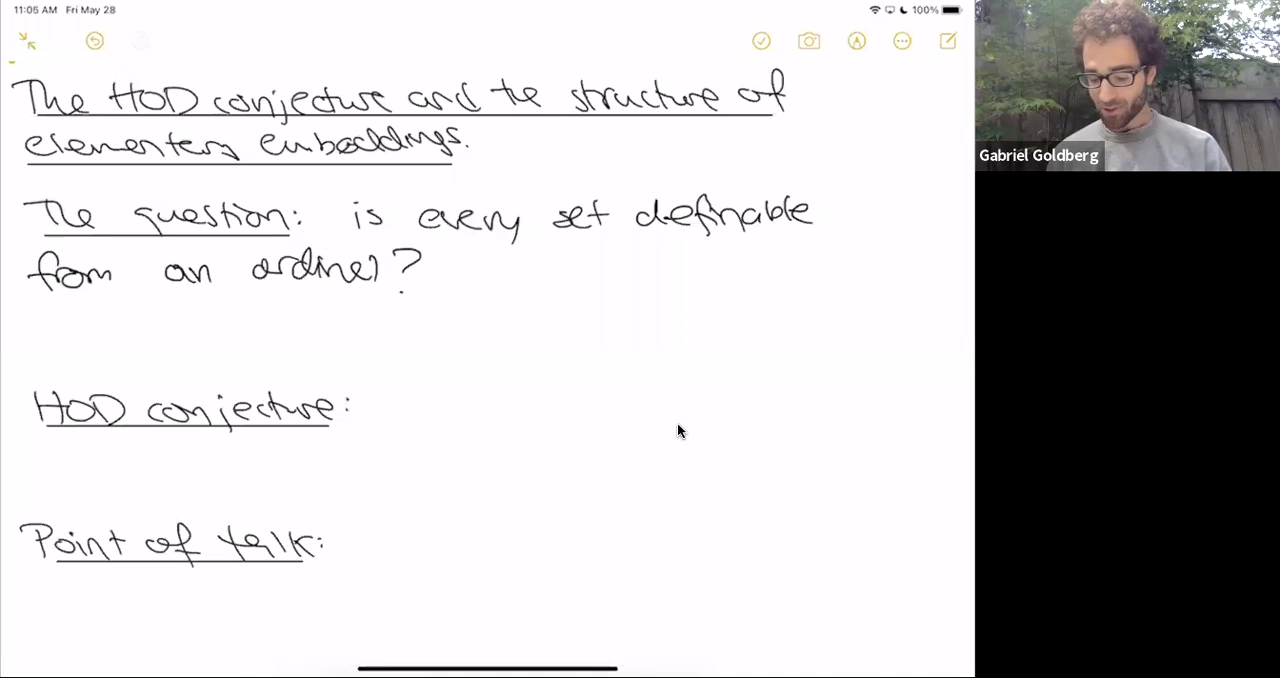 11:05 AM Fri May 28
100%
The HOD conjecture and the structure of
elementary embeddings.
The question: is every set definable
from an ordinal?
HOD conjecture:
Point of talk:
Gabriel Goldberg